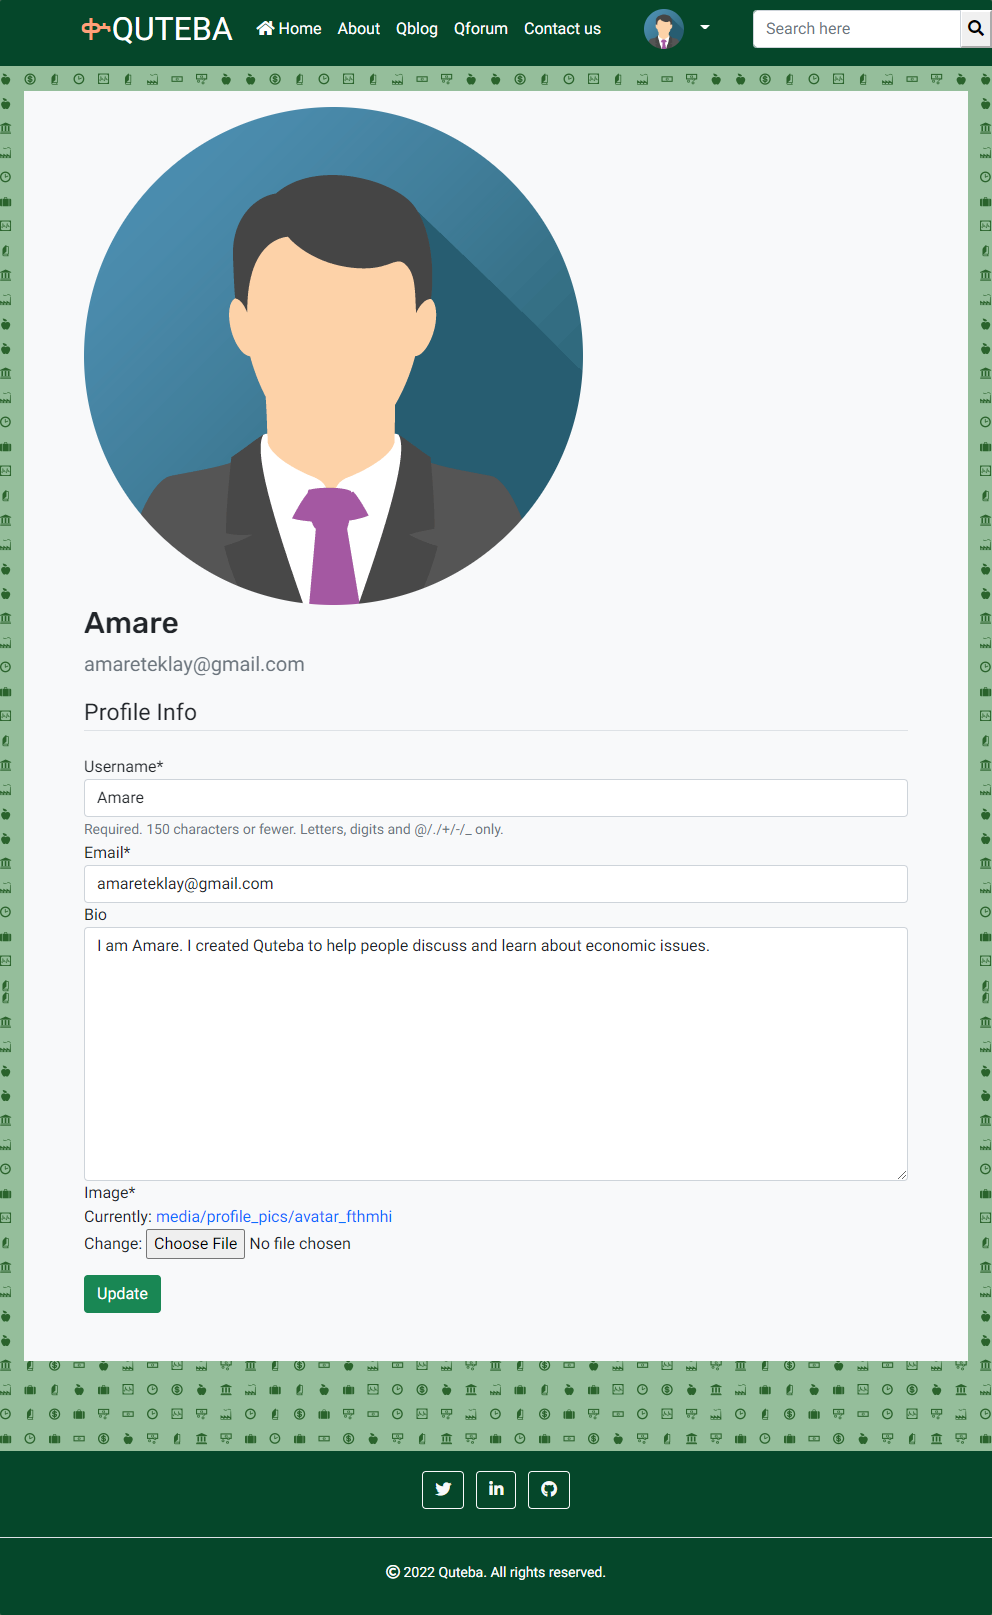 ቁ QUTEBA Home About Qblog Qforum Contact us Search here
Amare
amareteklay@gmail.com
Profile Info
Username*
Amare
Required. 150 characters or fewer. Letters, digits and @/./+/-/_ only.
Email*
amareteklay@gmail.com
Bio
I am Amare. I created Quteba to help people discuss and learn about economic issues.
Image*
Currently: media/profile_pics/avatar_fthmhi
Change: Choose File No file chosen
Update
© 2022 Quteba. All rights reserved.